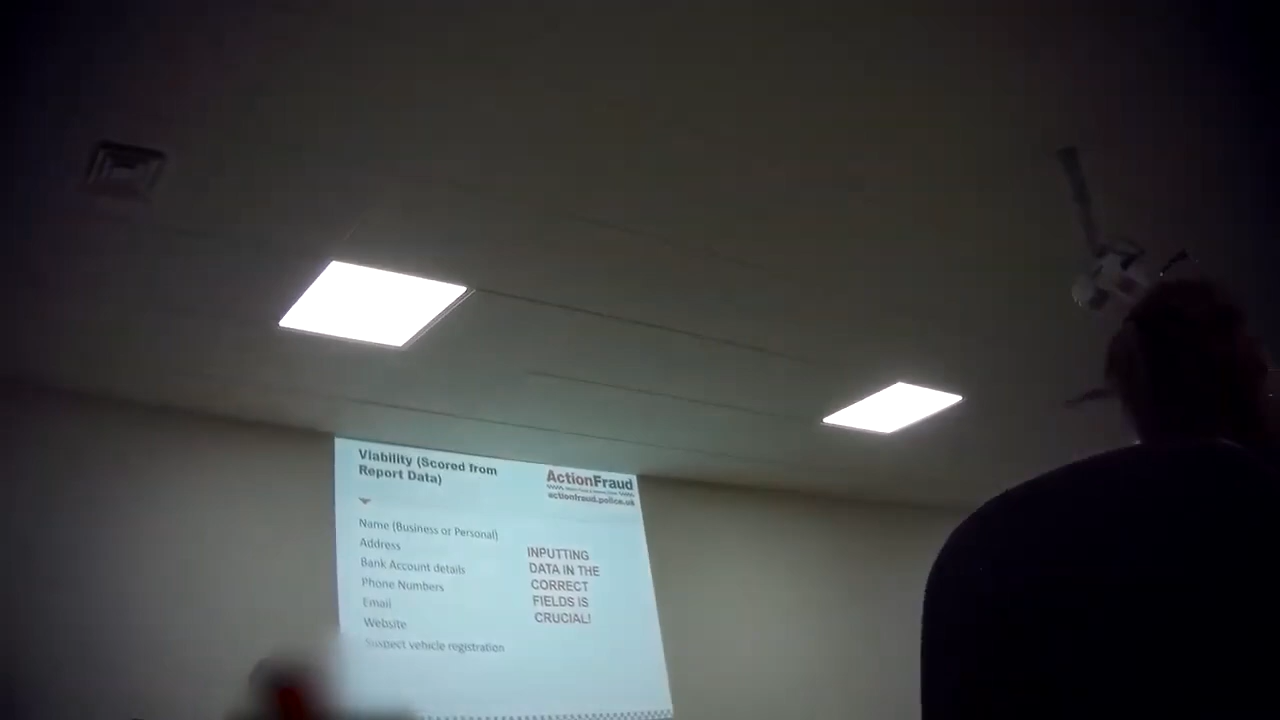 Viability (Scored from
Report Data)
ActionFraud
actionfraud.police.uk
Name (Business or Personal)
Address
Bank Account details
Phone Numbers
Email
Website
Suspect vehicle registration
INPUTTING
DATA IN THE
CORRECT
FIELDS IS
CRUCIAL!